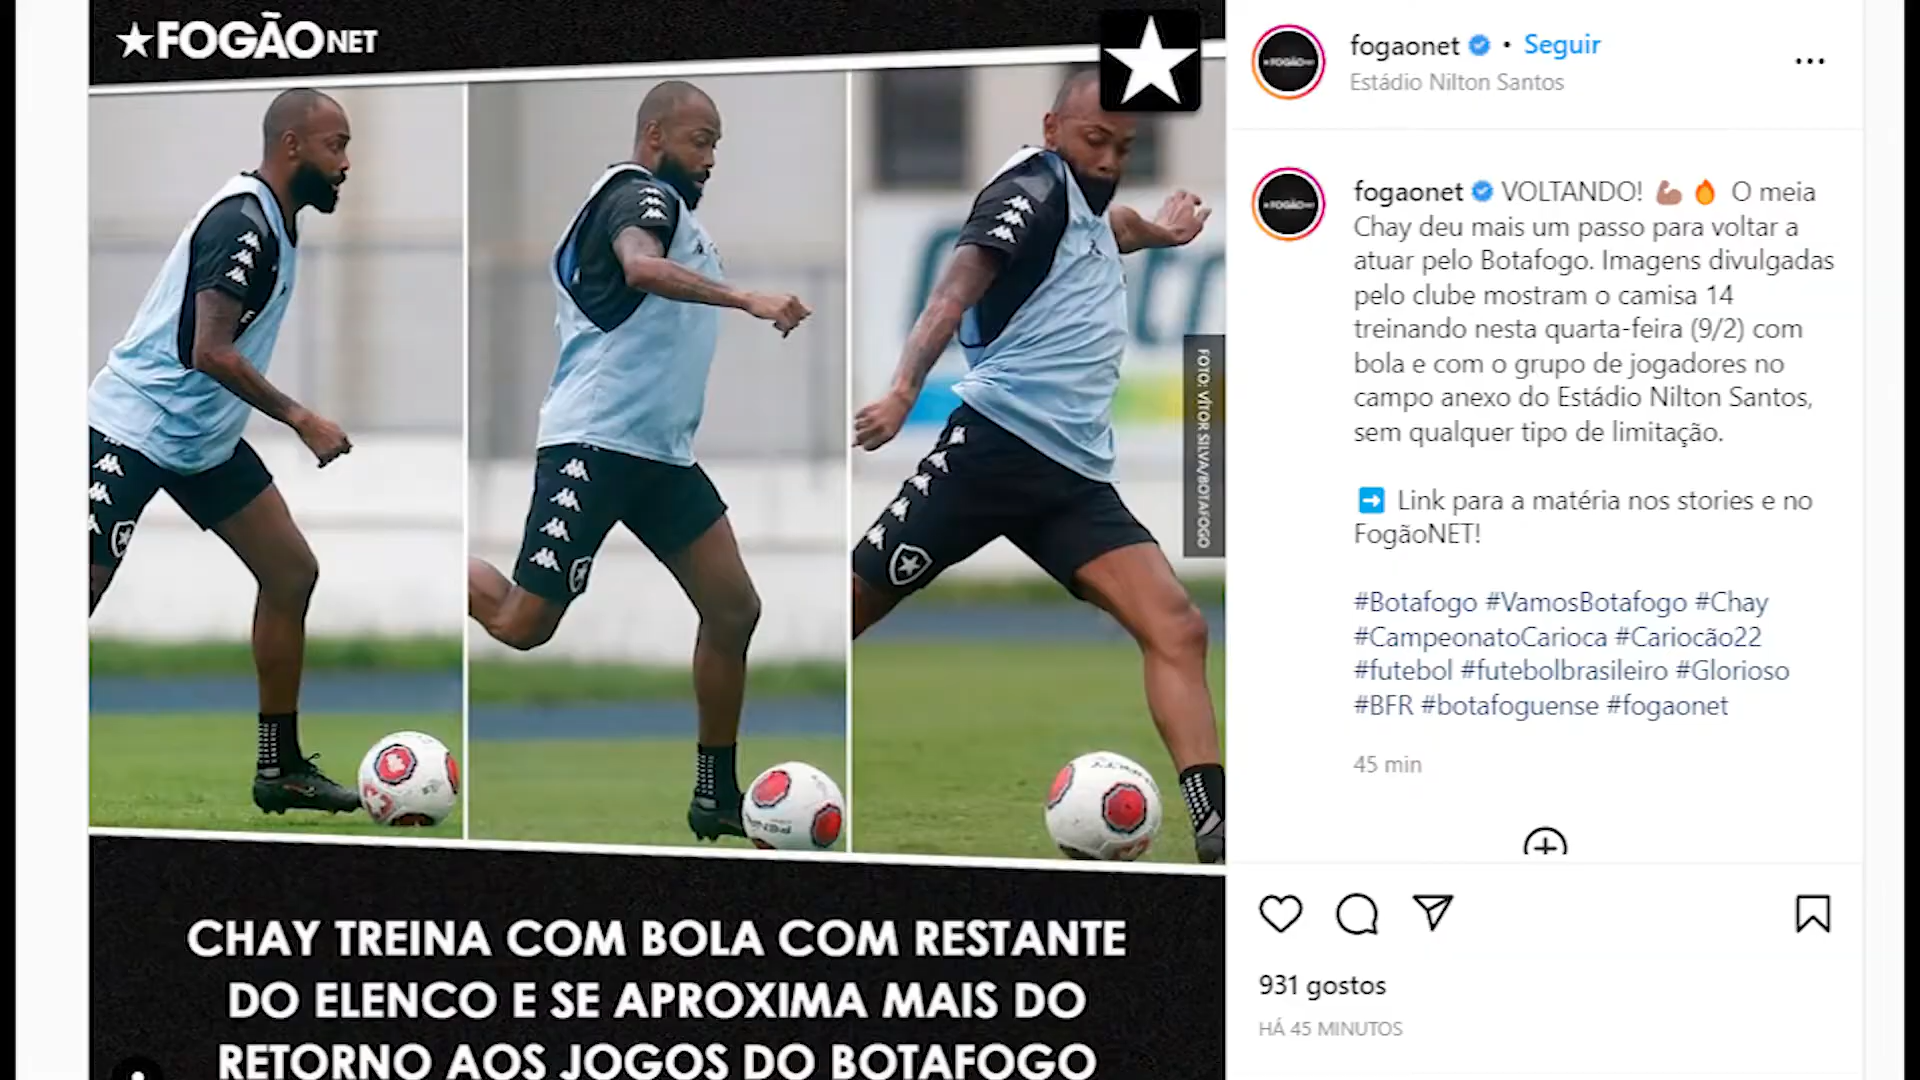 ★FOGÃONET
FOTO: VÍTOR SILVA/BOTAFOGO
CHAY TREINA COM BOLA COM RESTANTE
DO ELENCO E SE APROXIMA MAIS DO
RETORNO AOS JOGOS DO BOTAFOGO
fogaonet • Seguir
Estádio Nilton Santos
fogaonet VOLTANDO! 💪🏽🔥 O meia
Chay deu mais um passo para voltar a
atuar pelo Botafogo. Imagens divulgadas
pelo clube mostram o camisa 14
treinando nesta quarta-feira (9/2) com
bola e com o grupo de jogadores no
campo anexo do Estádio Nilton Santos,
sem qualquer tipo de limitação.
➡️ Link para a matéria nos stories e no
FogãoNET!
#Botafogo #VamosBotafogo #Chay
#CampeonatoCarioca #Cariocão22
#futebol #futebolbrasileiro #Glorioso
#BFR #botafoguense #fogaonet
45 min
931 gostos
HÁ 45 MINUTOS